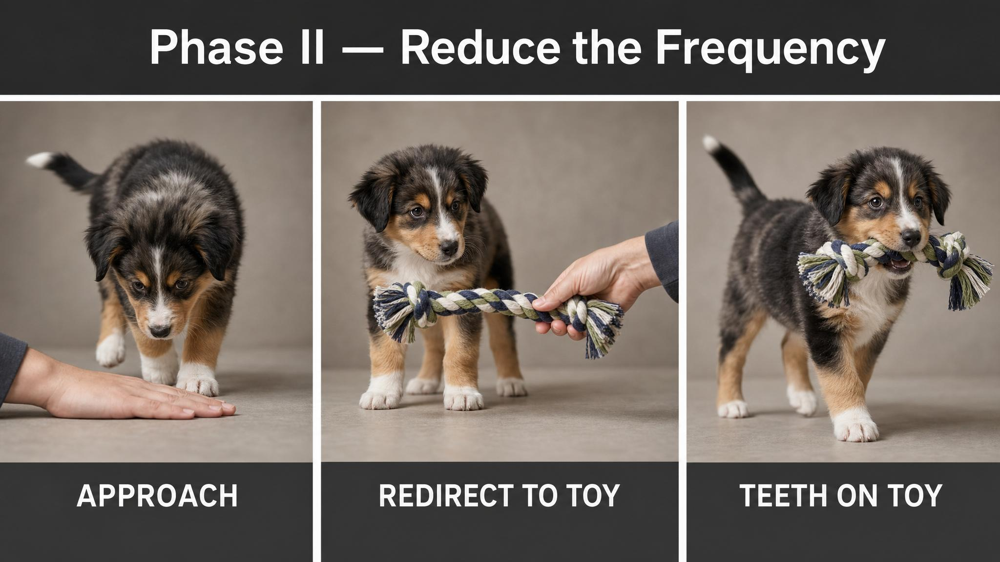 Phase II — Reduce the Frequency
APPROACH
REDIRECT TO TOY
TEETH ON TOY